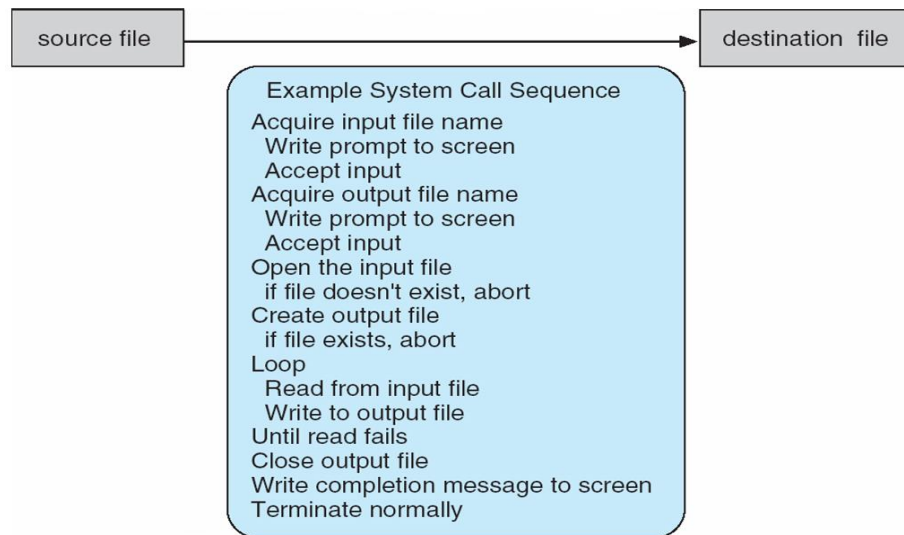 source file
destination file
Example System Call Sequence
Acquire input file name
Write prompt to screen
Accept input
Acquire output file name
Write prompt to screen
Accept input
Open the input file
if file doesn't exist, abort
Create output file
if file exists, abort
Loop
Read from input file
Write to output file
Until read fails
Close output file
Write completion message to screen
Terminate normally